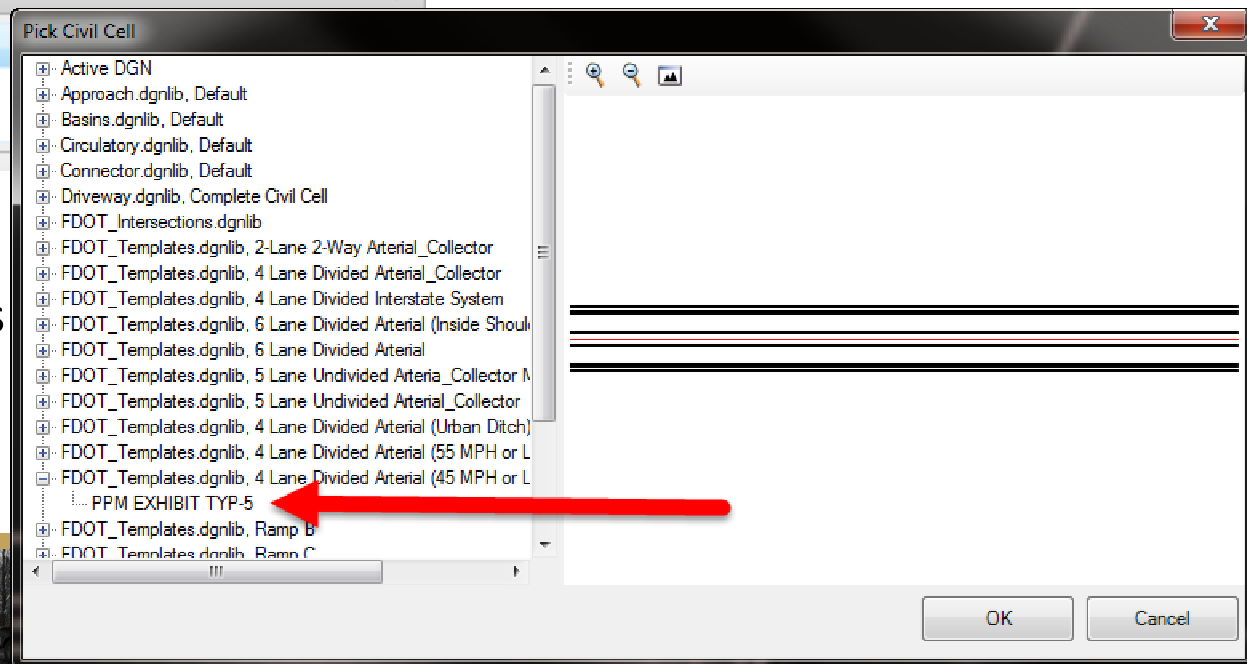 Pick Civil Cell
Active DGN
Approach.dgnlib, Default
Basins.dgnlib, Default
Circulatory.dgnlib, Default
Connector.dgnlib, Default
Driveway.dgnlib, Complete Civil Cell
FDOT_Intersections.dgnlib
FDOT_Templates.dgnlib, 2-Lane 2-Way Arterial_Collector
FDOT_Templates.dgnlib, 4 Lane Divided Arterial_Collector
FDOT_Templates.dgnlib, 4 Lane Divided Interstate System
FDOT_Templates.dgnlib, 6 Lane Divided Arterial (Inside Should
FDOT_Templates.dgnlib, 6 Lane Divided Arterial
FDOT_Templates.dgnlib, 5 Lane Undivided Arteria_Collector M
FDOT_Templates.dgnlib, 5 Lane Undivided Arterial_Collector
FDOT_Templates.dgnlib, 4 Lane Divided Arterial (Urban Ditch)
FDOT_Templates.dgnlib, 4 Lane Divided Arterial (55 MPH or L
FDOT_Templates.dgnlib, 4 Lane Divided Arterial (45 MPH or L
PPM EXHIBIT TYP-5
FDOT_Templates.dgnlib, Ramp B
FDOT_Templates.dgnlib, Ramp C
S
OK
Cancel